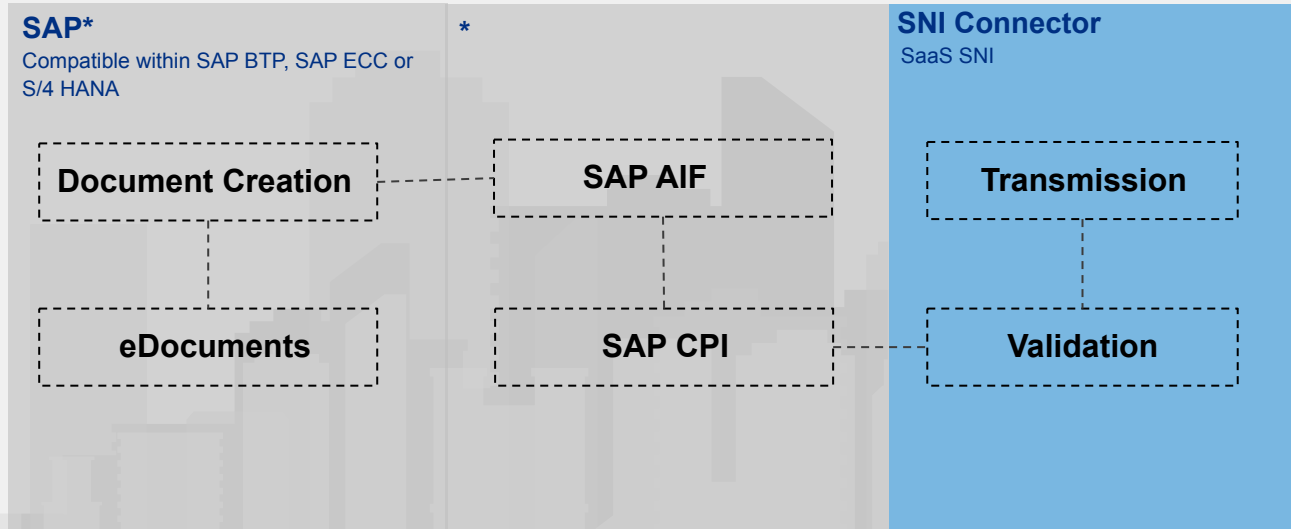 SAP*
Compatible within SAP BTP, SAP ECC or
S/4 HANA
Document Creation
eDocuments
*
SAP AIF
SAP CPI
SNI Connector
SaaS SNI
Transmission
Validation